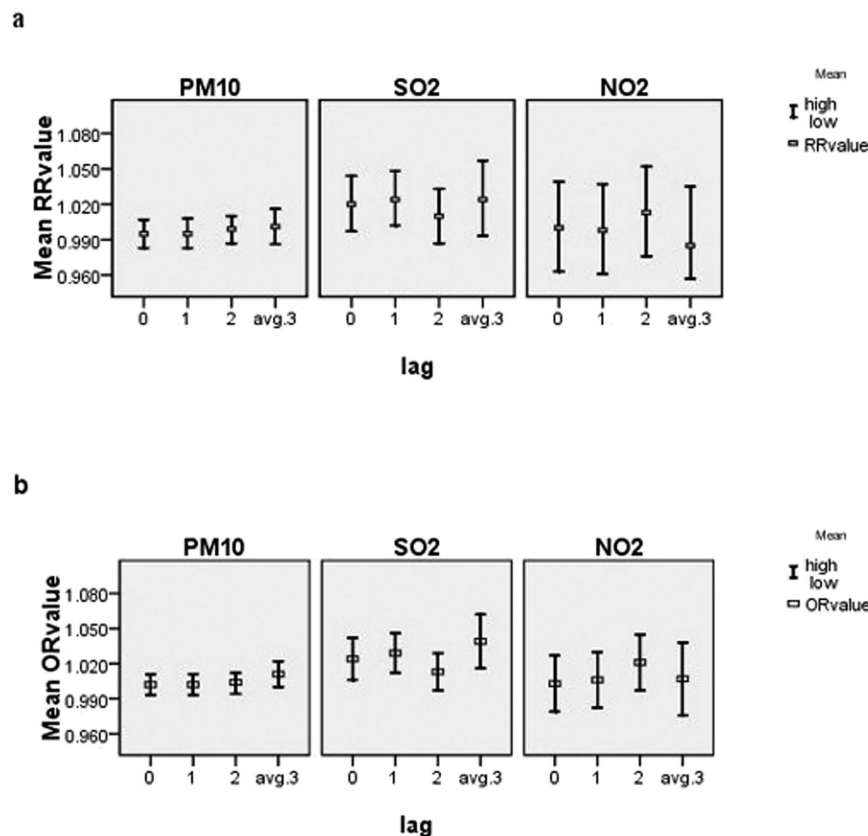 a
PM10 SO2 NO2
Mean RRvalue
1.080
1.050
1.020
0.990
0.960
0 1 2 avg.3 0 1 2 avg.3 0 1 2 avg.3
lag
Mean
high
low
RRvalue
b
PM10 SO2 NO2
Mean ORvalue
1.080
1.050
1.020
0.990
0.960
0 1 2 avg.3 0 1 2 avg.3 0 1 2 avg.3
lag
Mean
high
low
ORvalue